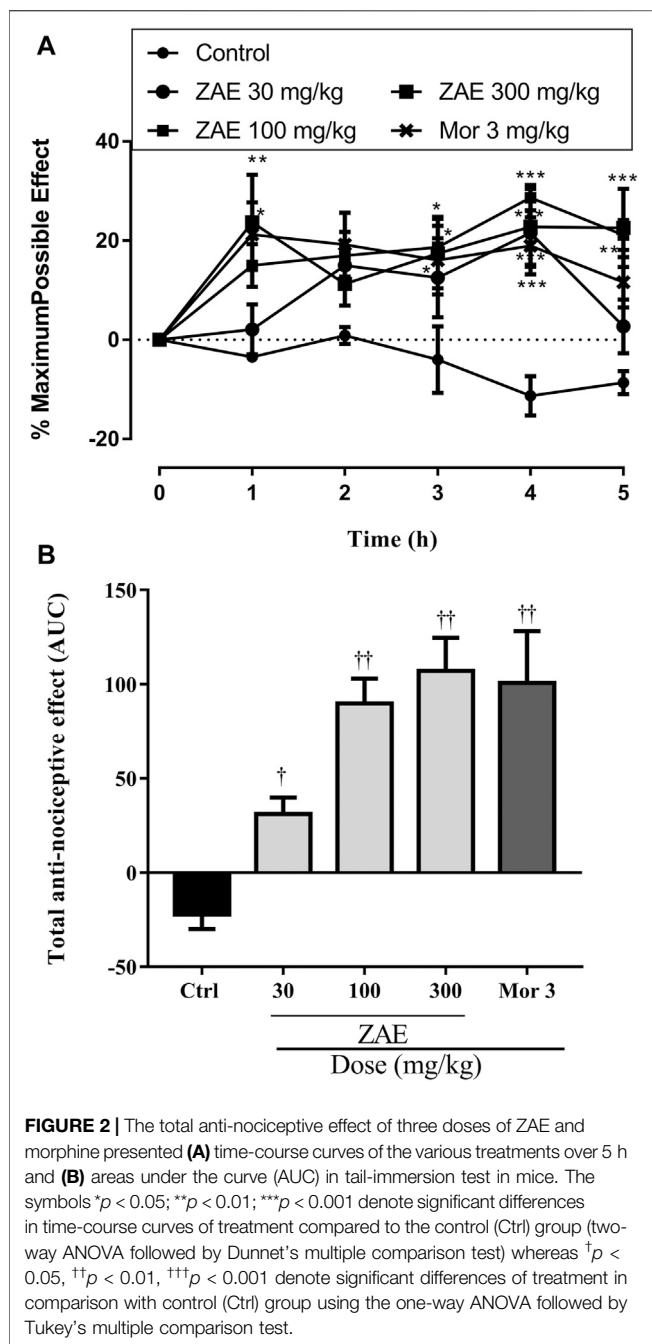 A
Control
ZAE 30 mg/kg
ZAE 300 mg/kg
ZAE 100 mg/kg
Mor 3 mg/kg
% MaximumPossible Effect
40
20
0
-20
** * * * * *** *** *** *** *** **
0 1 2 3 4 5
Time (h)
B
Total anti-nociceptive effect (AUC)
150
100
50
0
-50
† †† †† ††
Ctrl 30 100 300 Mor 3
ZAE
Dose (mg/kg)
FIGURE 2 | The total anti-nociceptive effect of three doses of ZAE and
morphine presented (A) time-course curves of the various treatments over 5 h
and (B) areas under the curve (AUC) in tail-immersion test in mice. The
symbols *p < 0.05; **p < 0.01; ***p < 0.001 denote significant differences
in time-course curves of treatment compared to the control (Ctrl) group (two-
way ANOVA followed by Dunnet's multiple comparison test) whereas †p <
0.05, ††p < 0.01, †††p < 0.001 denote significant differences of treatment in
comparison with control (Ctrl) group using the one-way ANOVA followed by
Tukey's multiple comparison test.